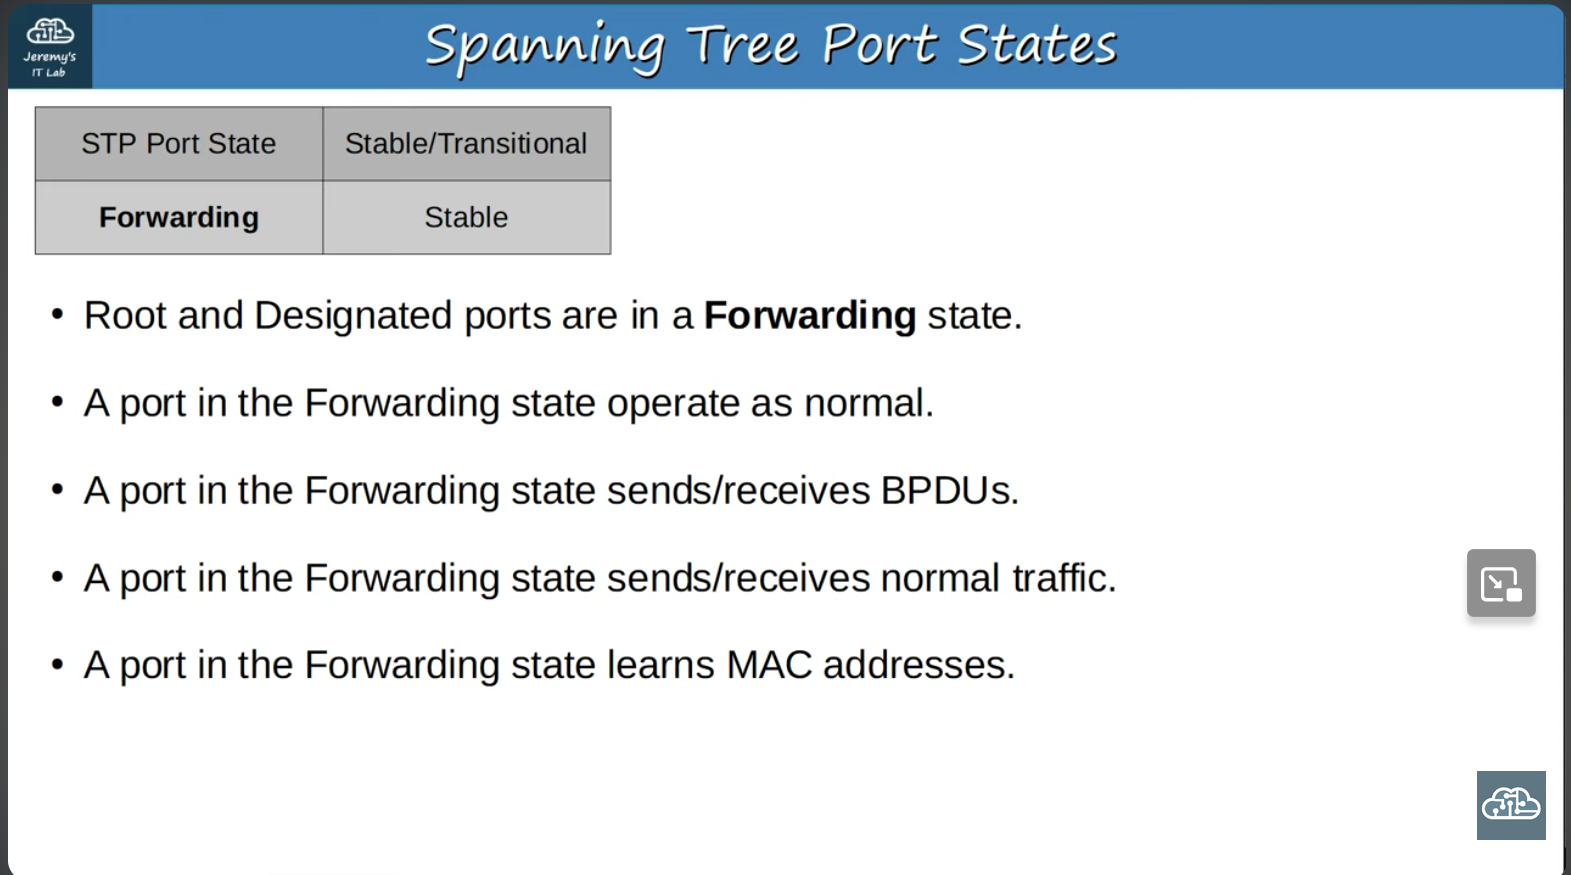 Jeremy's
IT Lab
Spanning Tree Port States
STP Port State
Stable/Transitional
Forwarding
Stable
• Root and Designated ports are in a Forwarding state.
• A port in the Forwarding state operate as normal.
• A port in the Forwarding state sends/receives BPDUs.
• A port in the Forwarding state sends/receives normal traffic.
• A port in the Forwarding state learns MAC addresses.